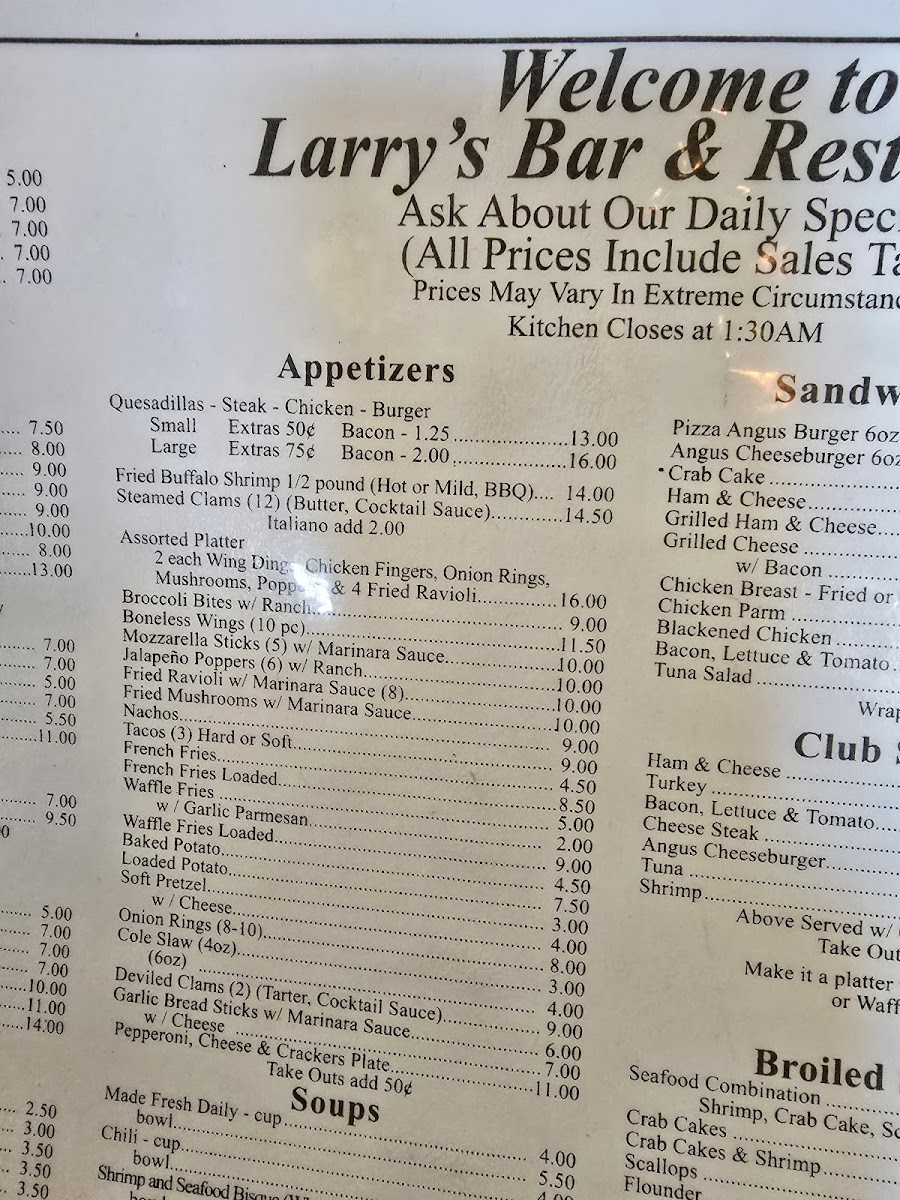 Welcome to
Larry's Bar & Rest
Ask About Our Daily Spec
(All Prices Include Sales Ta
Prices May Vary In Extreme Circumstanc
Kitchen Closes at 1:30AM
5.00
7.00
7.00
7.00
7.00
7.50
8.00
9.00
9.00
9.00
10.00
8.00
13.00
7.00
7.00
5.00
7.00
5.50
11.00
7.00
9.50
5.00
7.00
7.00
7.00
10.00
11.00
14.00
2.50
3.00
3.50
3.50
3.50
Appetizers
Quesadillas - Steak - Chicken - Burger
Small Extras 50¢ Bacon - 1.25 13.00
Large Extras 75¢ Bacon - 2.00 16.00
Fried Buffalo Shrimp 1/2 pound (Hot or Mild, BBQ) 14.00
Steamed Clams (12) (Butter, Cocktail Sauce) 14.50
Italiano add 2.00
Assorted Platter
2 each Wing Dings, Chicken Fingers, Onion Rings,
Mushrooms, Poppers & 4 Fried Ravioli 16.00
Broccoli Bites w/ Ranch 9.00
Boneless Wings (10 pc) 11.50
Mozzarella Sticks (5) w/ Marinara Sauce 10.00
Jalapeño Poppers (6) w/ Ranch 10.00
Fried Ravioli w/ Marinara Sauce (8) 10.00
Fried Mushrooms w/ Marinara Sauce 10.00
Nachos 9.00
Tacos (3) Hard or Soft 9.00
French Fries 4.50
French Fries Loaded 8.50
Waffle Fries 5.00
w / Garlic Parmesan 2.00
Waffle Fries Loaded 9.00
Baked Potato 4.50
Loaded Potato 7.50
Soft Pretzel 3.00
w / Cheese 4.00
Onion Rings (8-10) 8.00
Cole Slaw (4oz) 3.00
(6oz) 4.00
Deviled Clams (2) (Tarter, Cocktail Sauce) 9.00
Garlic Bread Sticks w/ Marinara Sauce 6.00
w / Cheese 7.00
Pepperoni, Cheese & Crackers Plate 11.00
Take Outs add 50¢
Soups
Made Fresh Daily - cup 4.00
bowl 5.50
Chili - cup 4.00
bowl
Shrimp and Seafood Bisque
Sandw
Pizza Angus Burger 6oz
Angus Cheeseburger 6oz
Crab Cake
Ham & Cheese
Grilled Ham & Cheese
Grilled Cheese
w/ Bacon
Chicken Breast - Fried or
Chicken Parm
Blackened Chicken
Bacon, Lettuce & Tomato
Tuna Salad
Wrap
Club S
Ham & Cheese
Turkey
Bacon, Lettuce & Tomato
Cheese Steak
Angus Cheeseburger
Tuna
Shrimp
Above Served w/
Take Out
Make it a platter
or Waff
Broiled
Seafood Combination
Shrimp, Crab Cake, Sc
Crab Cakes
Crab Cakes & Shrimp
Scallops
Flounder